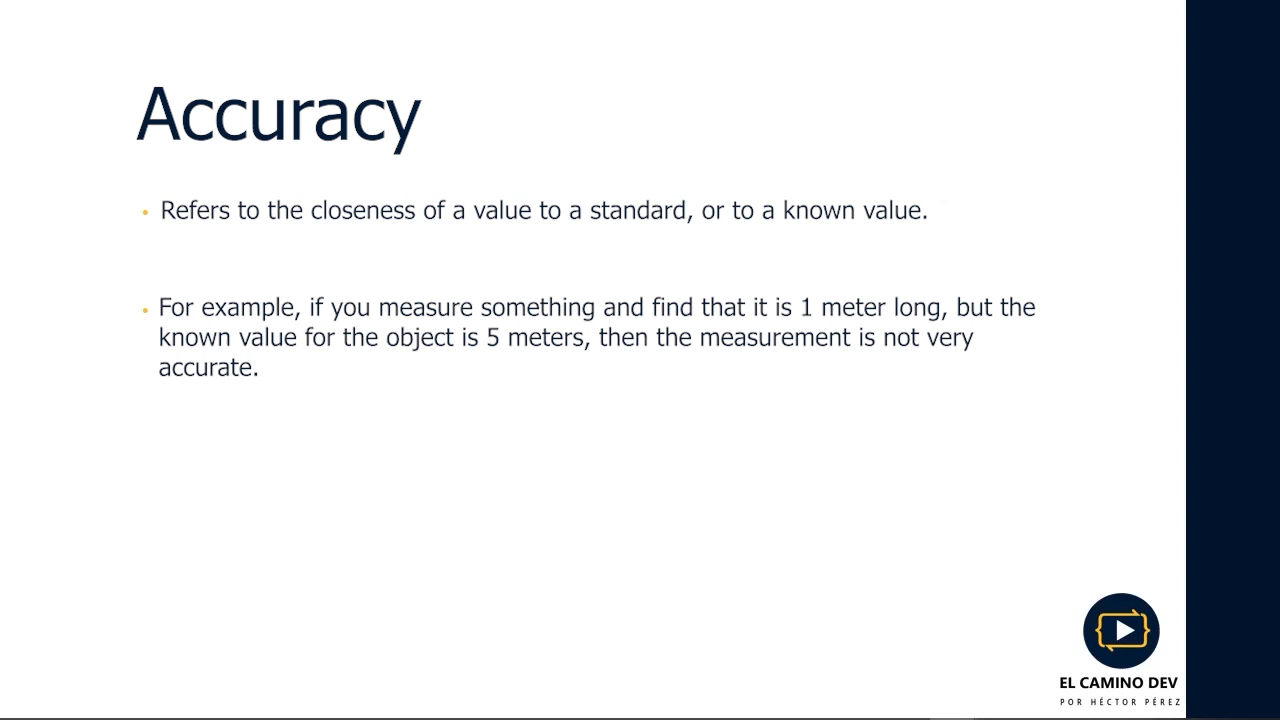 Accuracy
• Refers to the closeness of a value to a standard, or to a known value.
• For example, if you measure something and find that it is 1 meter long, but the
known value for the object is 5 meters, then the measurement is not very
accurate.
EL CAMINO DEV
POR HÉCTOR PÉREZ